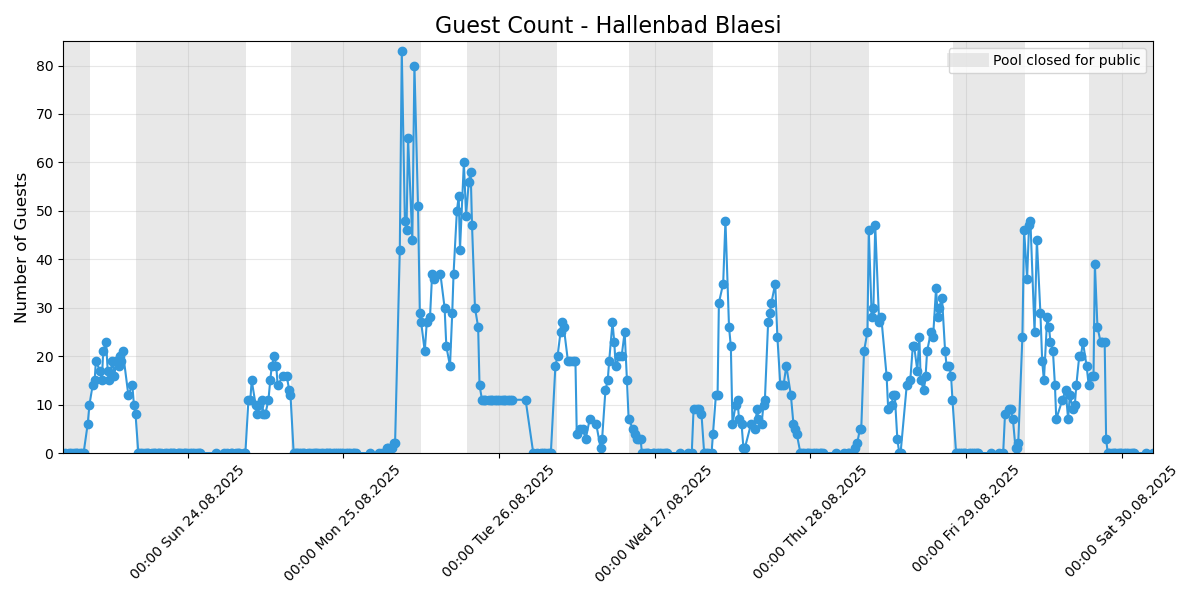 Guest Count - Hallenbad Blaesi
Pool closed for public
Number of Guests
80
70
60
50
40
30
20
10
0
00:00 Sun 24.08.2025
00:00 Mon 25.08.2025
00:00 Tue 26.08.2025
00:00 Wed 27.08.2025
00:00 Thu 28.08.2025
00:00 Fri 29.08.2025
00:00 Sat 30.08.2025